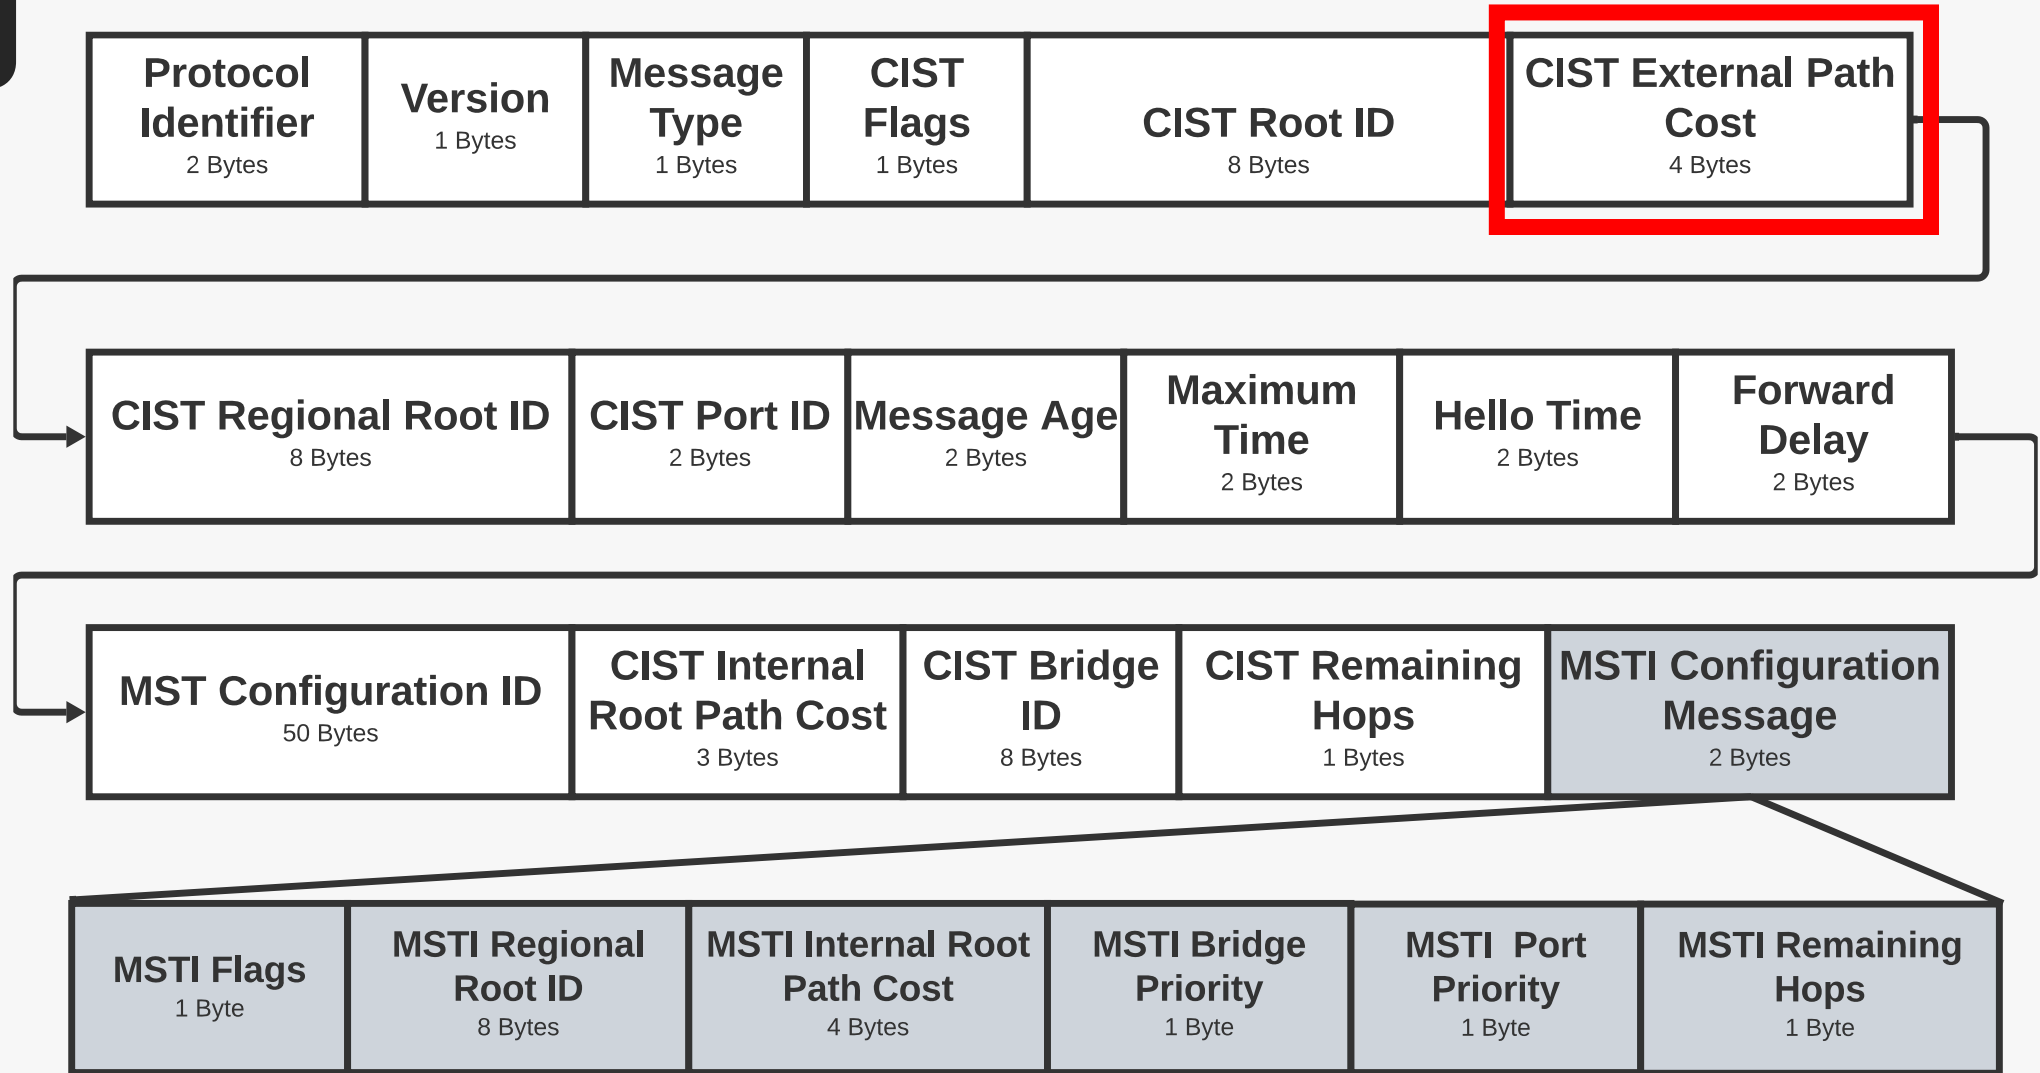 Protocol
Identifier
2 Bytes
Version
1 Bytes
Message
Type
1 Bytes
CIST
Flags
1 Bytes
CIST Root ID
8 Bytes
CIST External Path
Cost
4 Bytes
CIST Regional Root ID
8 Bytes
CIST Port ID
2 Bytes
Message Age
2 Bytes
Maximum
Time
2 Bytes
Hello Time
2 Bytes
Forward
Delay
2 Bytes
MST Configuration ID
50 Bytes
CIST Internal
Root Path Cost
3 Bytes
CIST Bridge
ID
8 Bytes
CIST Remaining
Hops
1 Bytes
MSTI Configuration
Message
2 Bytes
MSTI Flags
1 Byte
MSTI Regional
Root ID
8 Bytes
MSTI Internal Root
Path Cost
4 Bytes
MSTI Bridge
Priority
1 Byte
MSTI Port
Priority
1 Byte
MSTI Remaining
Hops
1 Byte